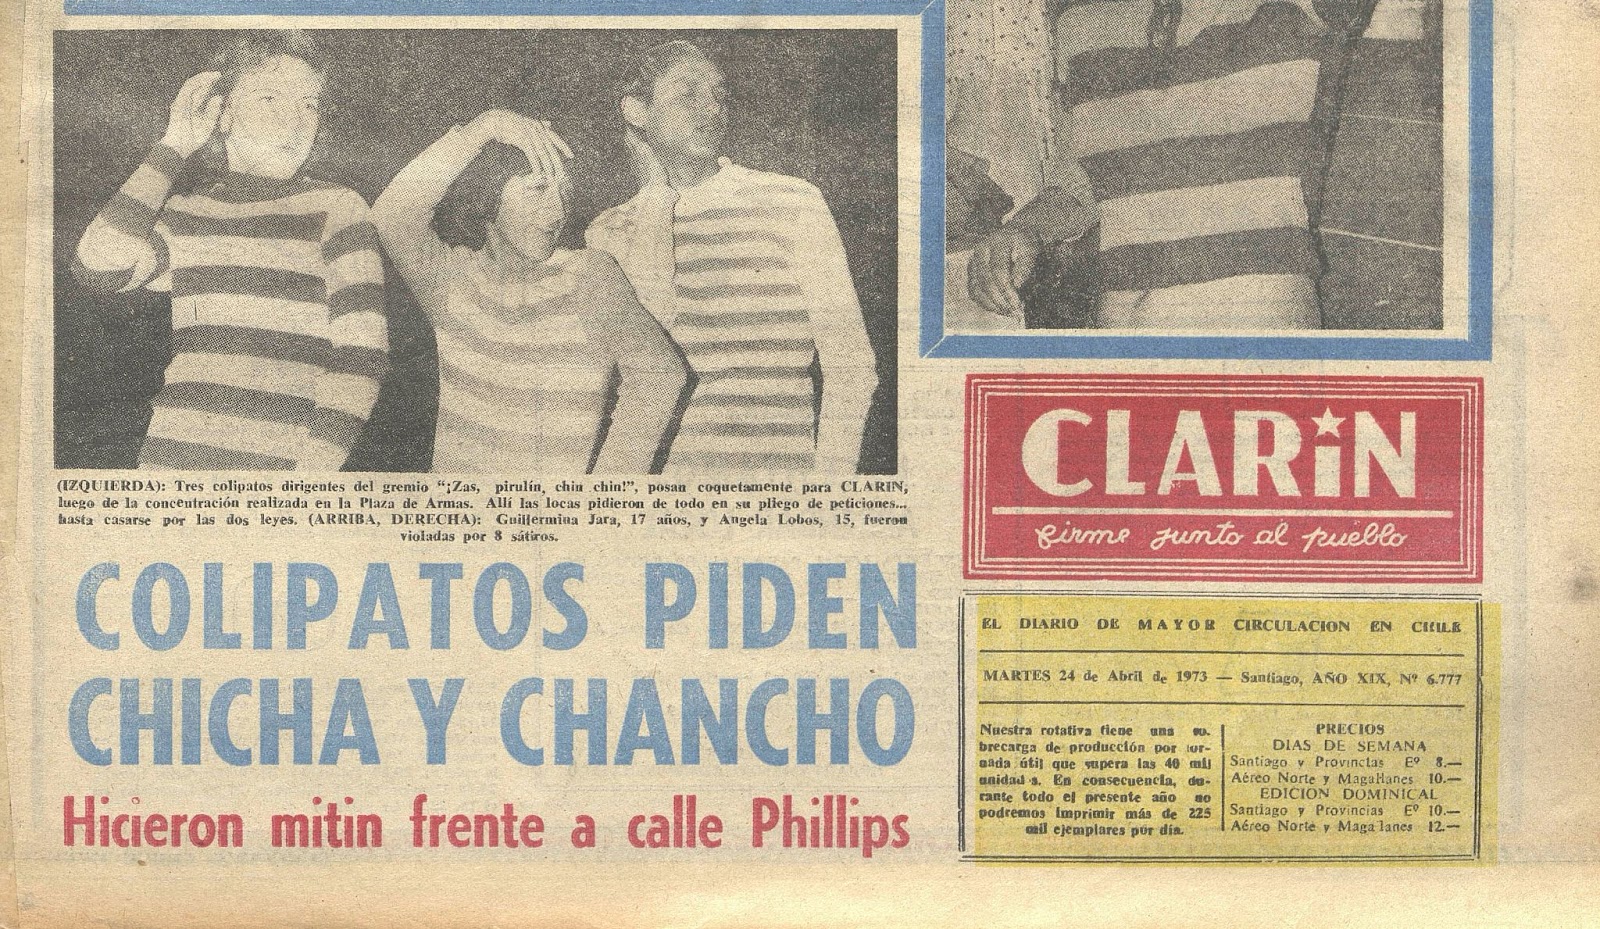 (IZQUIERDA): Tres colipatos dirigentes del gremio “¡Zas, pirulín, chin chin!”, posan coquetamente para CLARIN,
luego de la concentración realizada en la Plaza de Armas. Allí las locas pidieron de todo en su pliego de peticiones...
hasta casarse por las dos leyes. (ARRIBA, DERECHA): Guillermina Jara, 17 años, y Angela Lobos, 15, fueron
violadas por 8 sátiros.
COLIPATOS PIDEN
CHICHA Y CHANCHO
Hicieron mitin frente a calle Phillips
CLARiN
firme junto al pueblo
EL DIARIO DE MAYOR CIRCULACION EN CHILE
MARTES 24 de Abril de 1973 — Santiago, AÑO XIX, Nº 6.777
Nuestra rotativa tiene una so-
brecarga de producción por jor-
nada útil que supera las 40 mil
unidades. En consecuencia, du-
rante todo el presente año no
podremos imprimir más de 225
mil ejemplares por día.
PRECIOS
DIAS DE SEMANA
Santiago y Provincias Eº 8.—
Aéreo Norte y Magallanes 10.—
EDICION DOMINICAL
Santiago y Provincias Eº 10.—
Aéreo Norte y Magallanes 12.—